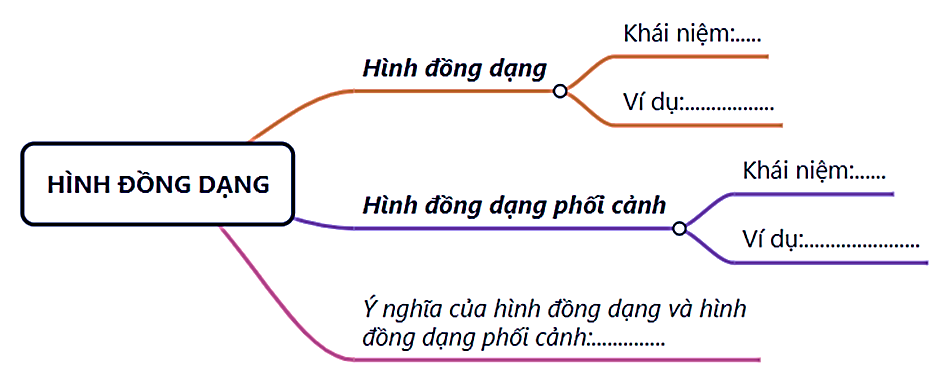 Hình đồng dạng
Khái niệm:.....
Ví dụ:.................
HÌNH ĐỒNG DẠNG
Hình đồng dạng phối cảnh
Khái niệm:......
Ví dụ:......................
Ý nghĩa của hình đồng dạng và hình
đồng dạng phối cảnh:..............